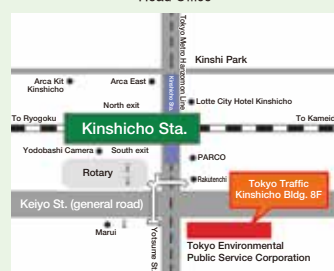 Head Office
Tokyo Metro Hanzomon Line
Kinshi Park
Arca Kit
Kinshicho
Arca East
Kinshicho Sta.
North exit
Lotte City Hotel Kinshicho
To Ryogoku
Kinshicho Sta.
To Kameido
Yodobashi Camera
South exit
PARCO
Rotary
Rakutenchi
Tokyo Traffic
Kinshicho Bldg. 8F
Keiyo St. (general road)
Marui
Yotsume St.
Tokyo Environmental
Public Service Corporation